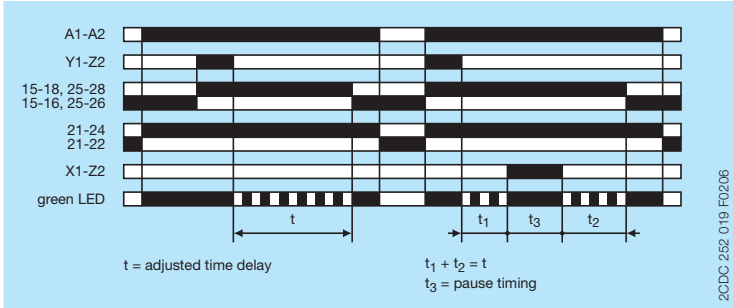 A1-A2
Y1-Z2
15-18, 25-28
15-16, 25-26
21-24
21-22
X1-Z2
green LED
t
t1
t3
t2
t = adjusted time delay
t1 + t2 = t
t3 = pause timing
2CDC 252 019 F0206